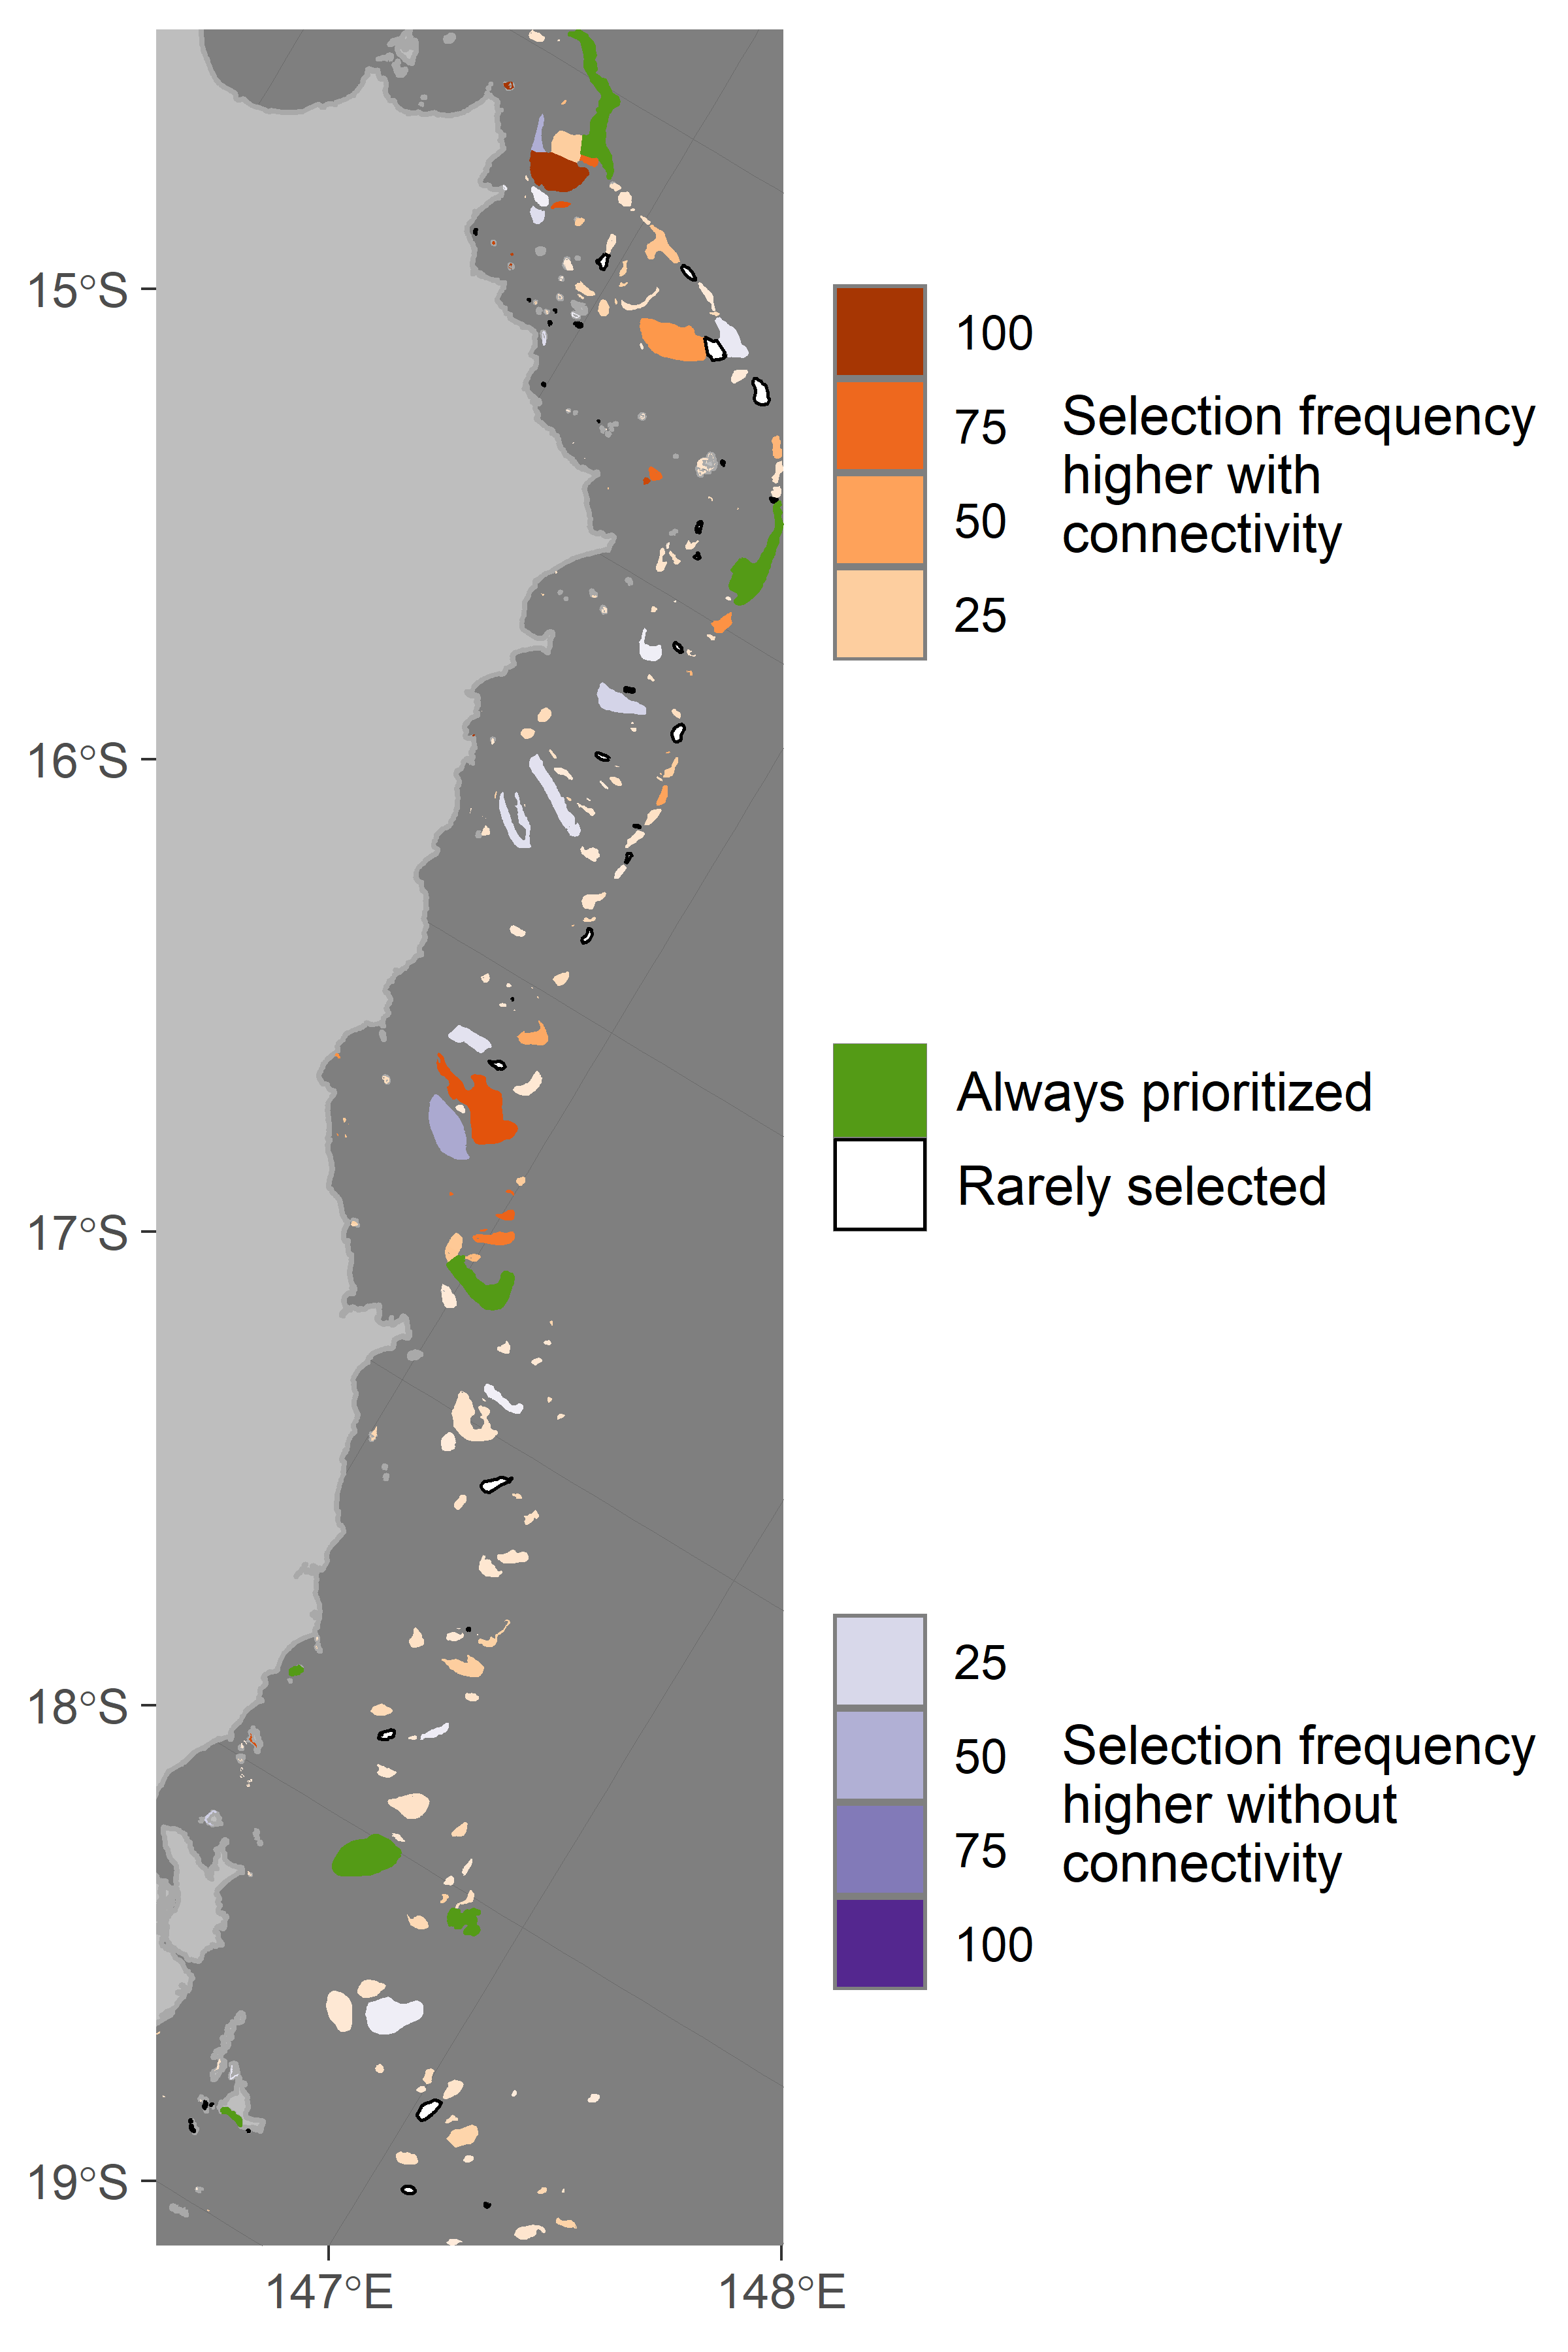 15°S
16°S
17°S
18°S
19°S
147°E
148°E
100
75
50
25
Selection frequency
higher with
connectivity
Always prioritized
Rarely selected
25
50
75
100
Selection frequency
higher without
connectivity